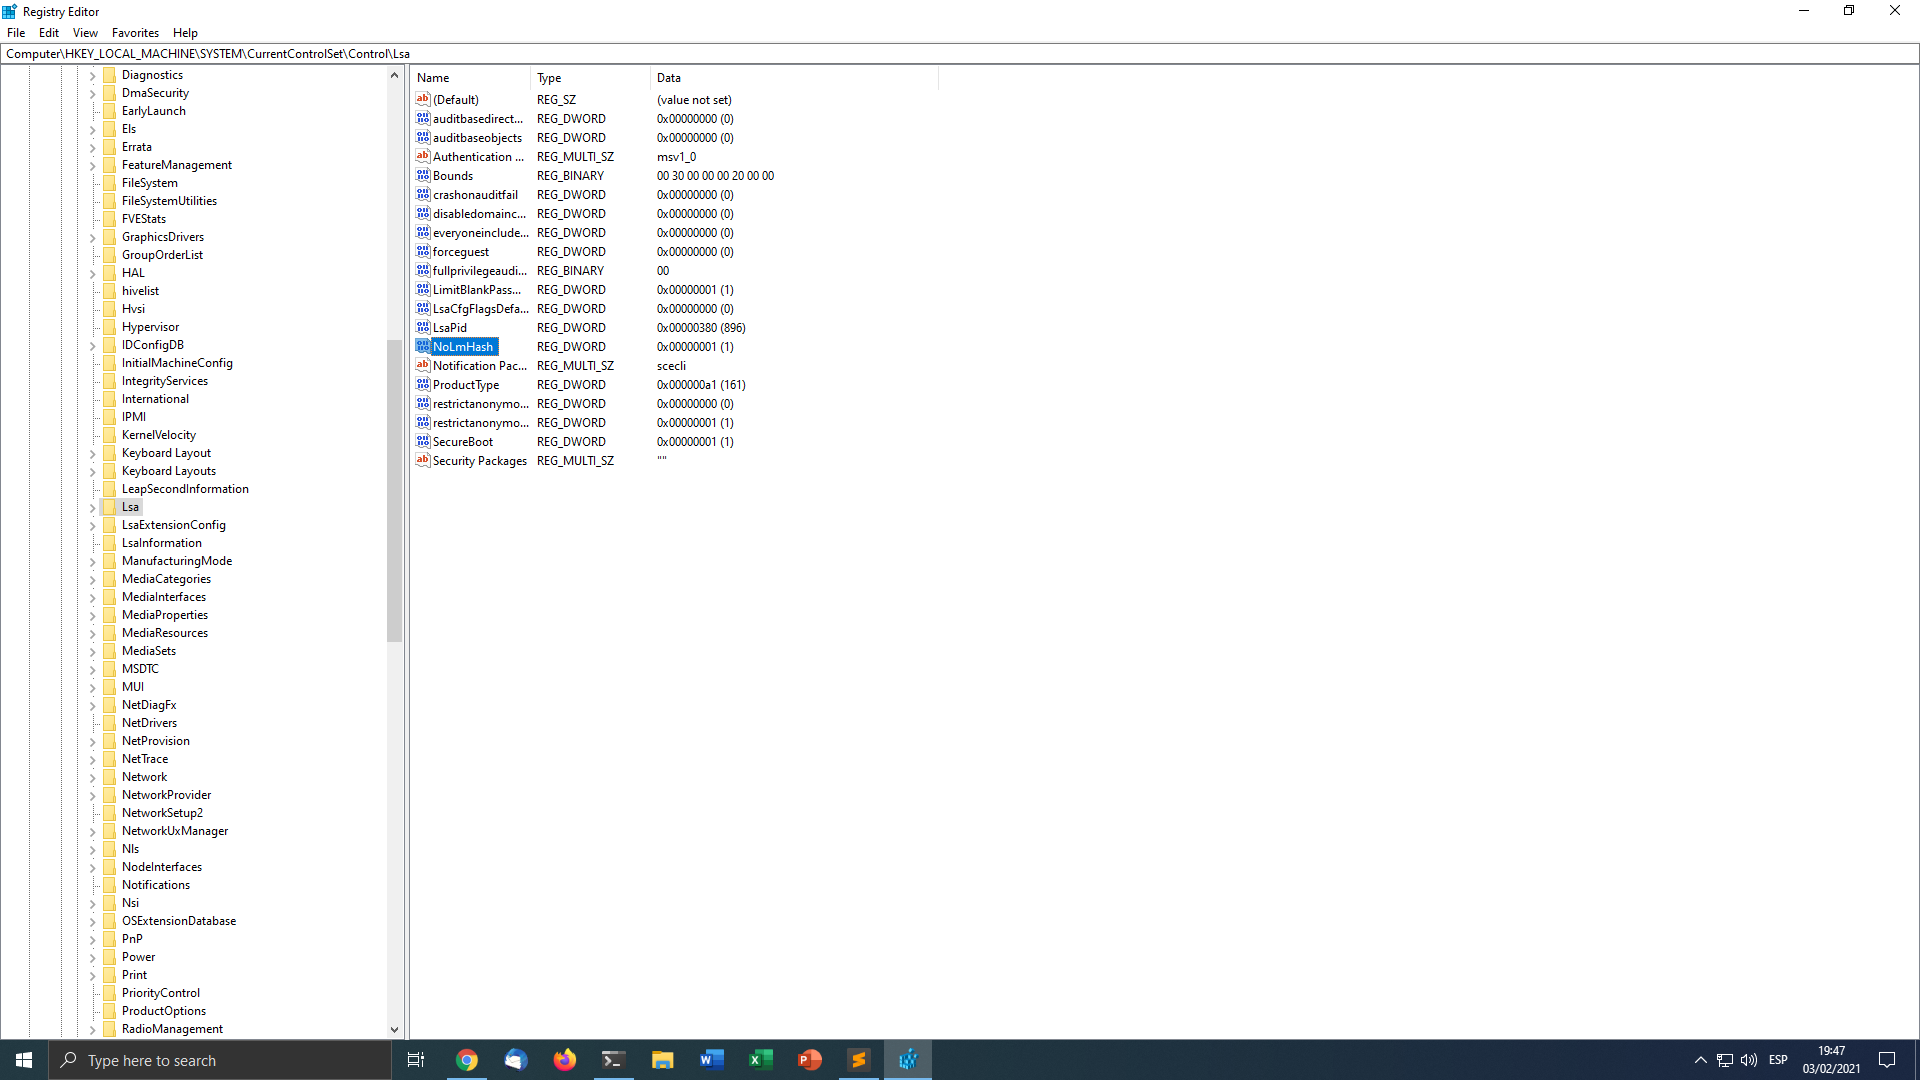 Registry Editor
File Edit View Favorites Help
Computer\HKEY_LOCAL_MACHINE\SYSTEM\CurrentControlSet\Control\Lsa
Diagnostics
DmaSecurity
EarlyLaunch
Els
Errata
FeatureManagement
FileSystem
FileSystemUtilities
FVEStats
GraphicsDrivers
GroupOrderList
HAL
hivelist
Hvsi
Hypervisor
IDConfigDB
InitialMachineConfig
IntegrityServices
International
IPMI
KernelVelocity
Keyboard Layout
Keyboard Layouts
LeapSecondInformation
Lsa
LsaExtensionConfig
LsaInformation
ManufacturingMode
MediaCategories
MediaInterfaces
MediaProperties
MediaResources
MediaSets
MSDTC
MUI
NetDiagFx
NetDrivers
NetProvision
NetTrace
Network
NetworkProvider
NetworkSetup2
NetworkUxManager
Nls
NodeInterfaces
Notifications
Nsi
OSExtensionDatabase
PnP
Power
Print
PriorityControl
ProductOptions
RadioManagement
Name Type Data
(Default) REG_SZ (value not set)
auditbasedirect... REG_DWORD 0x00000000 (0)
auditbaseobjects REG_DWORD 0x00000000 (0)
Authentication ... REG_MULTI_SZ msv1_0
Bounds REG_BINARY 00 30 00 00 00 20 00 00
crashonauditfail REG_DWORD 0x00000000 (0)
disabledomainc... REG_DWORD 0x00000000 (0)
everyoneinclude... REG_DWORD 0x00000000 (0)
forceguest REG_DWORD 0x00000000 (0)
fullprivilegeaudi... REG_BINARY 00
LimitBlankPass... REG_DWORD 0x00000001 (1)
LsaCfgFlagsDefa... REG_DWORD 0x00000000 (0)
LsaPid REG_DWORD 0x00000380 (896)
NoLmHash REG_DWORD 0x00000001 (1)
Notification Pac... REG_MULTI_SZ scecli
ProductType REG_DWORD 0x000000a1 (161)
restrictanonymo... REG_DWORD 0x00000000 (0)
restrictanonymo... REG_DWORD 0x00000001 (1)
SecureBoot REG_DWORD 0x00000001 (1)
Security Packages REG_MULTI_SZ ""
Type here to search
ESP
19:47
03/02/2021